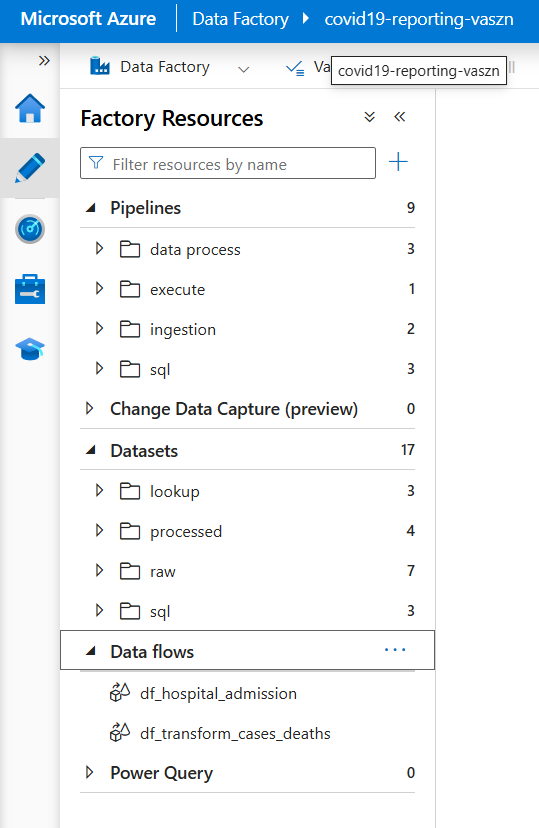 Microsoft Azure Data Factory covid19-reporting-vaszn
Data Factory Va
covid19-reporting-vaszn
Factory Resources
Filter resources by name
Pipelines 9
data process 3
execute 1
ingestion 2
sql 3
Change Data Capture (preview) 0
Datasets 17
lookup 3
processed 4
raw 7
sql 3
Data flows ...
df_hospital_admission
df_transform_cases_deaths
Power Query 0